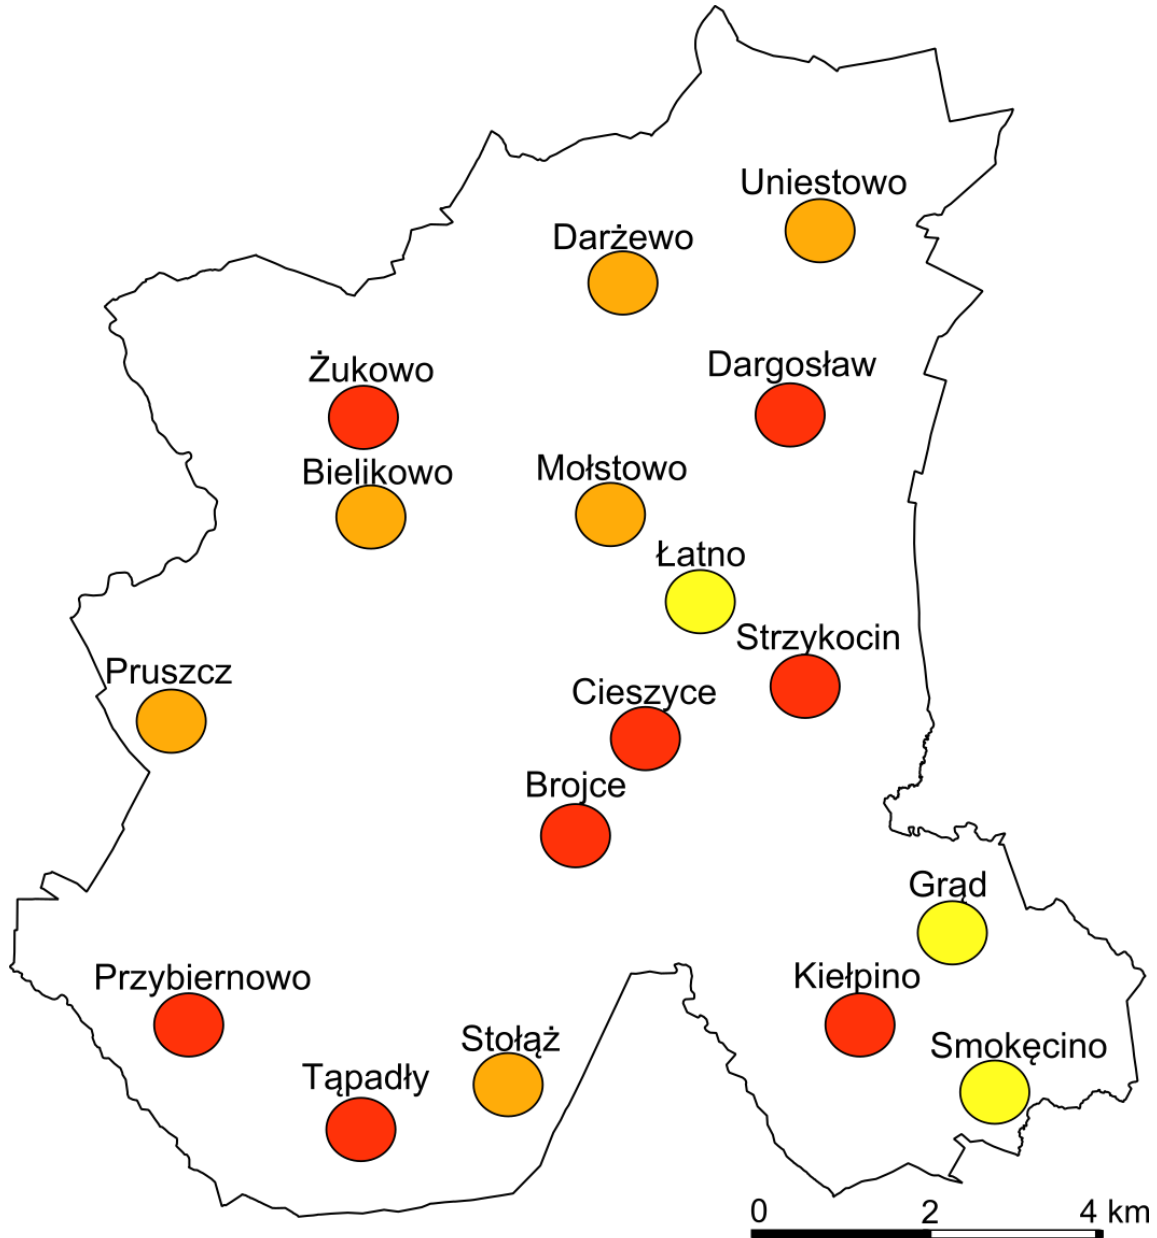 Uniestowo
Darżewo
Żukowo
Dargosław
Bielikowo
Mołstowo
Łatno
Strzykocin
Pruszcz
Cieszyce
Brojce
Grąd
Przybiernowo
Kiełpino
Stołąż
Smokęcino
Tąpadły
0 2 4 km